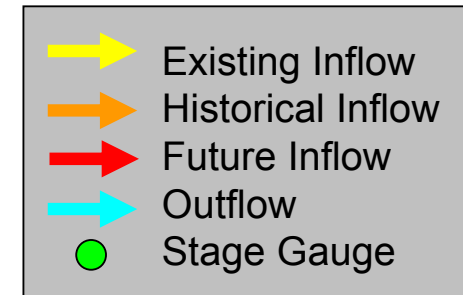 Existing Inflow
Historical Inflow
Future Inflow
Outflow
Stage Gauge